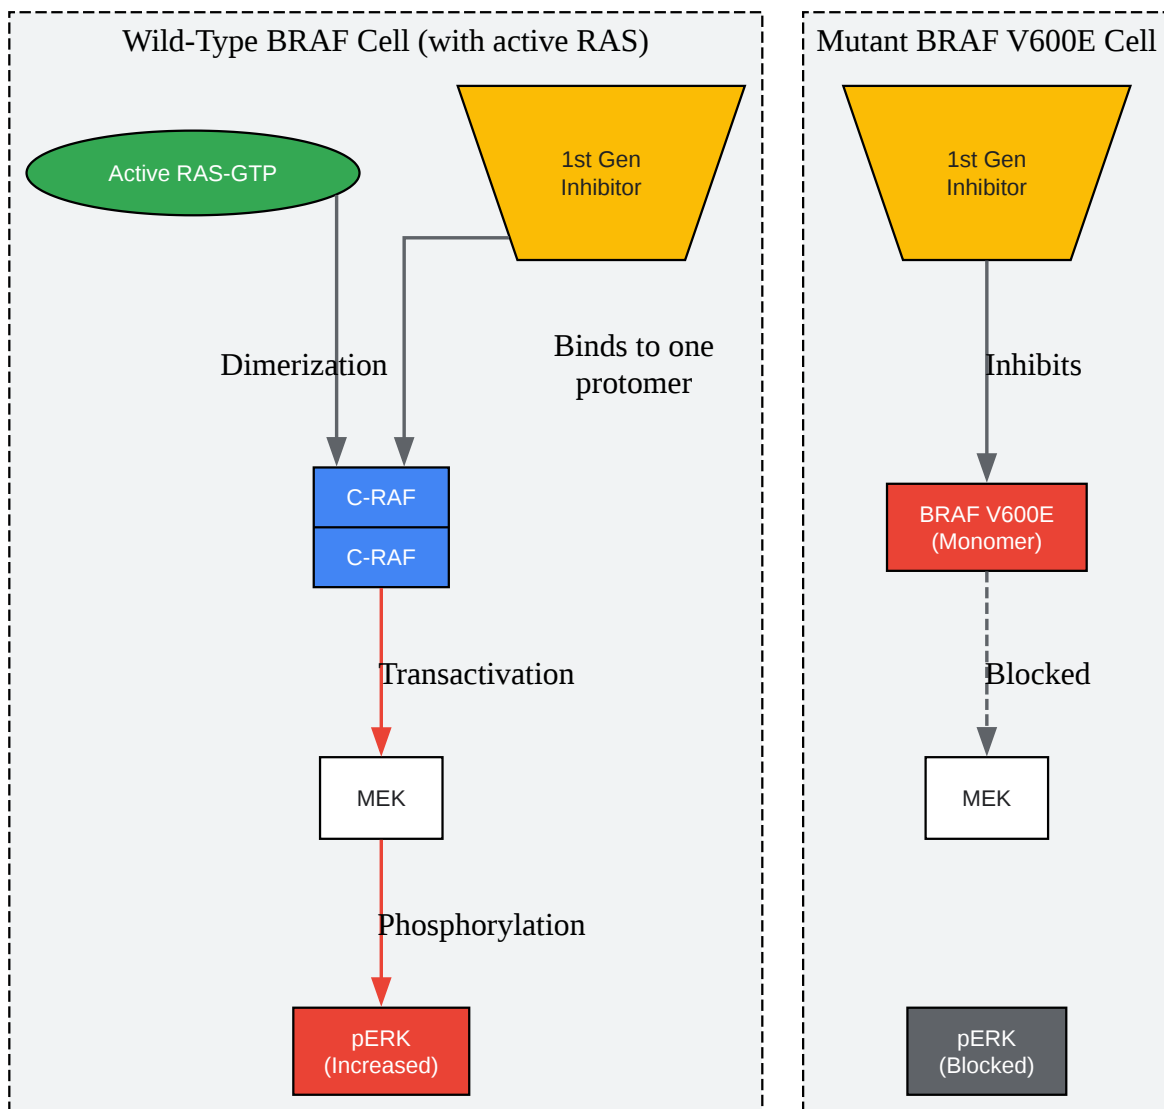 Wild-Type BRAF Cell (with active RAS)
Active RAS-GTP
1st Gen
Inhibitor
Dimerization
Binds to one
protomer
C-RAF
C-RAF
Transactivation
MEK
Phosphorylation
pERK
(Increased)
Mutant BRAF V600E Cell
1st Gen
Inhibitor
Inhibits
BRAF V600E
(Monomer)
Blocked
MEK
pERK
(Blocked)